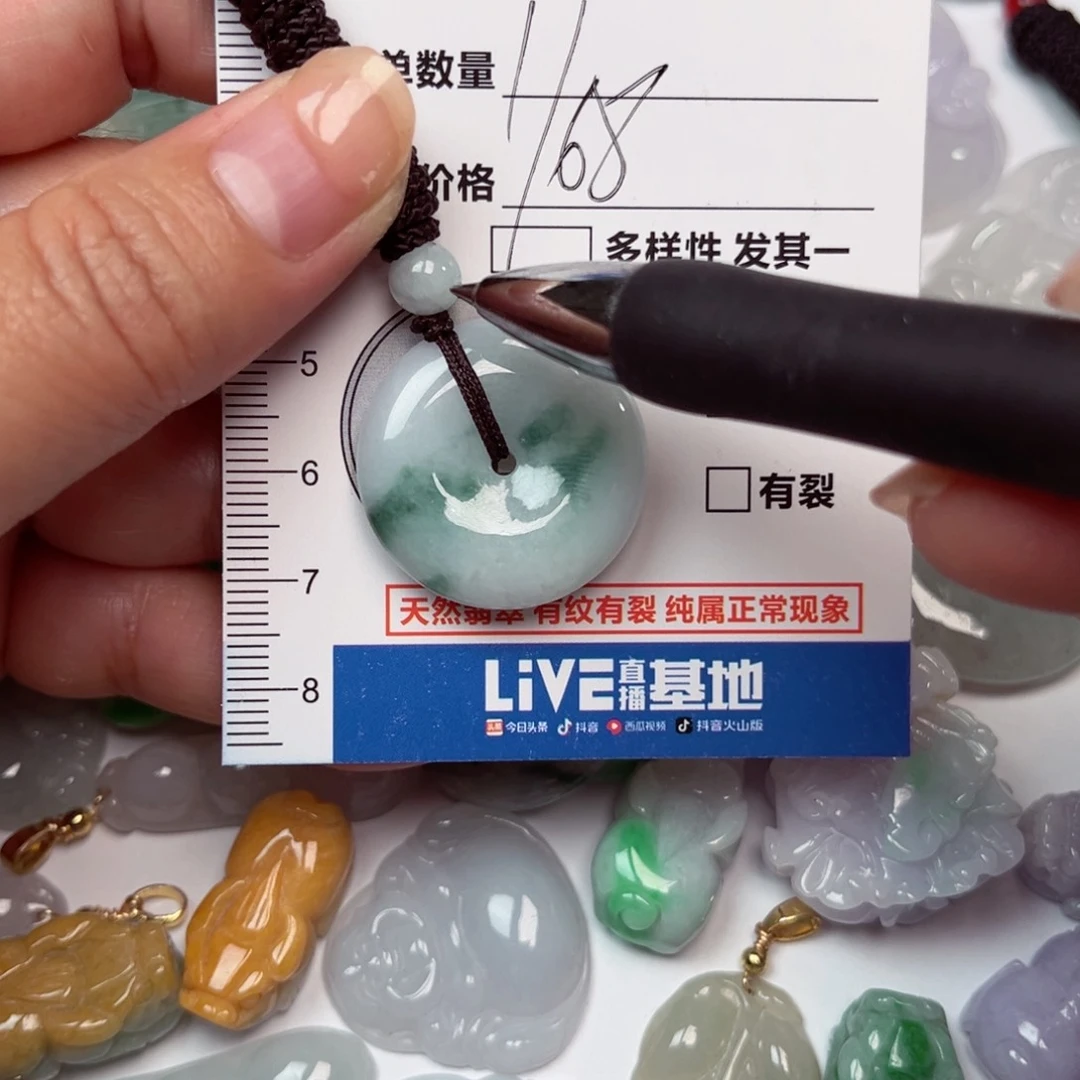 单数量 1
价格 168
多样性 发其一
5
6
有裂
7
天然翡翠 有纹有裂 纯属正常现象
8
LiVE直播基地
今日头条 抖音 西瓜视频 抖音火山版